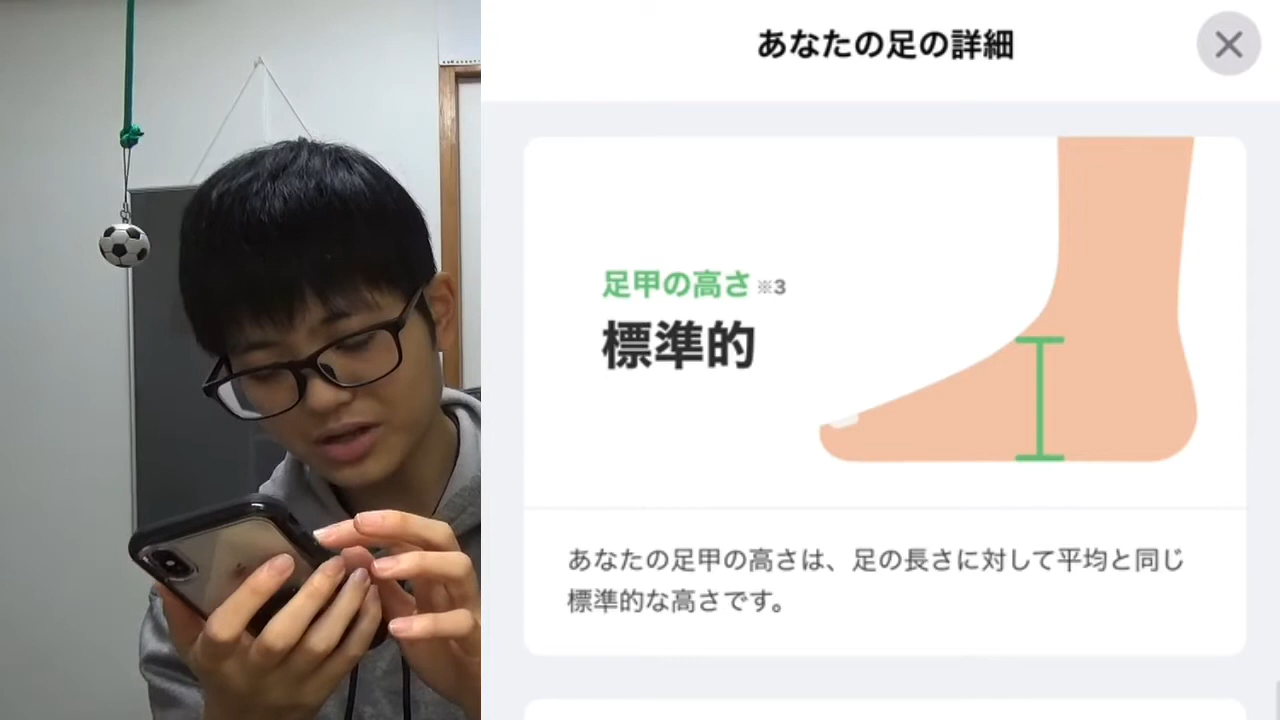 あなたの足の詳細
足甲の高さ ※3
標準的
あなたの足甲の高さは、足の長さに対して平均と同じ
標準的な高さです。